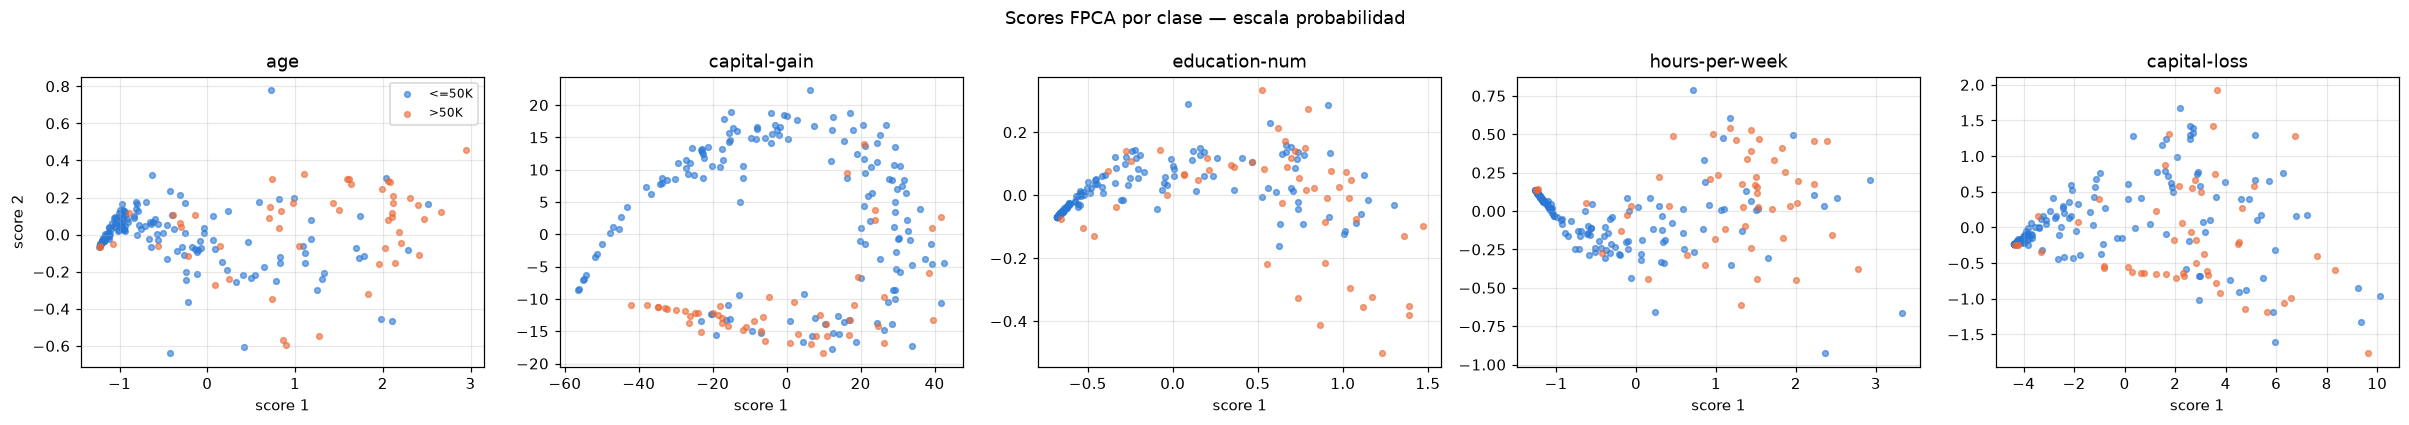 Scores FPCA por clase — escala probabilidad
age
capital-gain
education-num
hours-per-week
capital-loss
<=50K
>50K
score 2
0.8
0.6
0.4
0.2
0.0
−0.2
−0.4
−0.6
20
15
10
5
0
−5
−10
−15
−20
0.2
0.0
−0.2
−0.4
0.75
0.50
0.25
0.00
−0.25
−0.50
−0.75
−1.00
2.0
1.5
1.0
0.5
0.0
−0.5
−1.0
−1.5
−1 0 1 2 3
−60 −40 −20 0 20 40
−0.5 0.0 0.5 1.0 1.5
−1 0 1 2 3
−4 −2 0 2 4 6 8 10
score 1
score 1
score 1
score 1
score 1